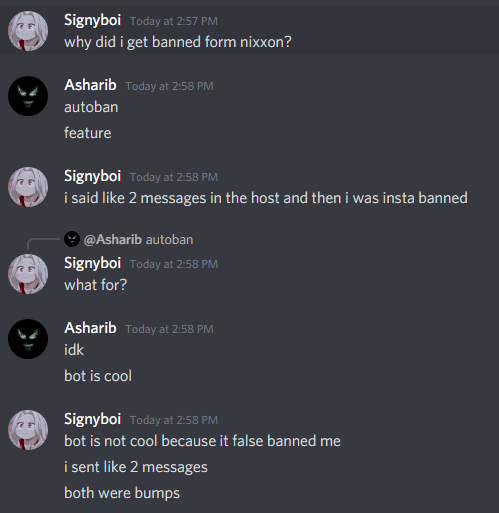 Signyboi Today at 2:57 PM
why did i get banned form nixxon?
Asharib Today at 2:58 PM
autoban
feature
Signyboi Today at 2:58 PM
i said like 2 messages in the host and then i was insta banned
@Asharib autoban
Signyboi Today at 2:58 PM
what for?
Asharib Today at 2:58 PM
idk
bot is cool
Signyboi Today at 2:58 PM
bot is not cool because it false banned me
i sent like 2 messages
both were bumps